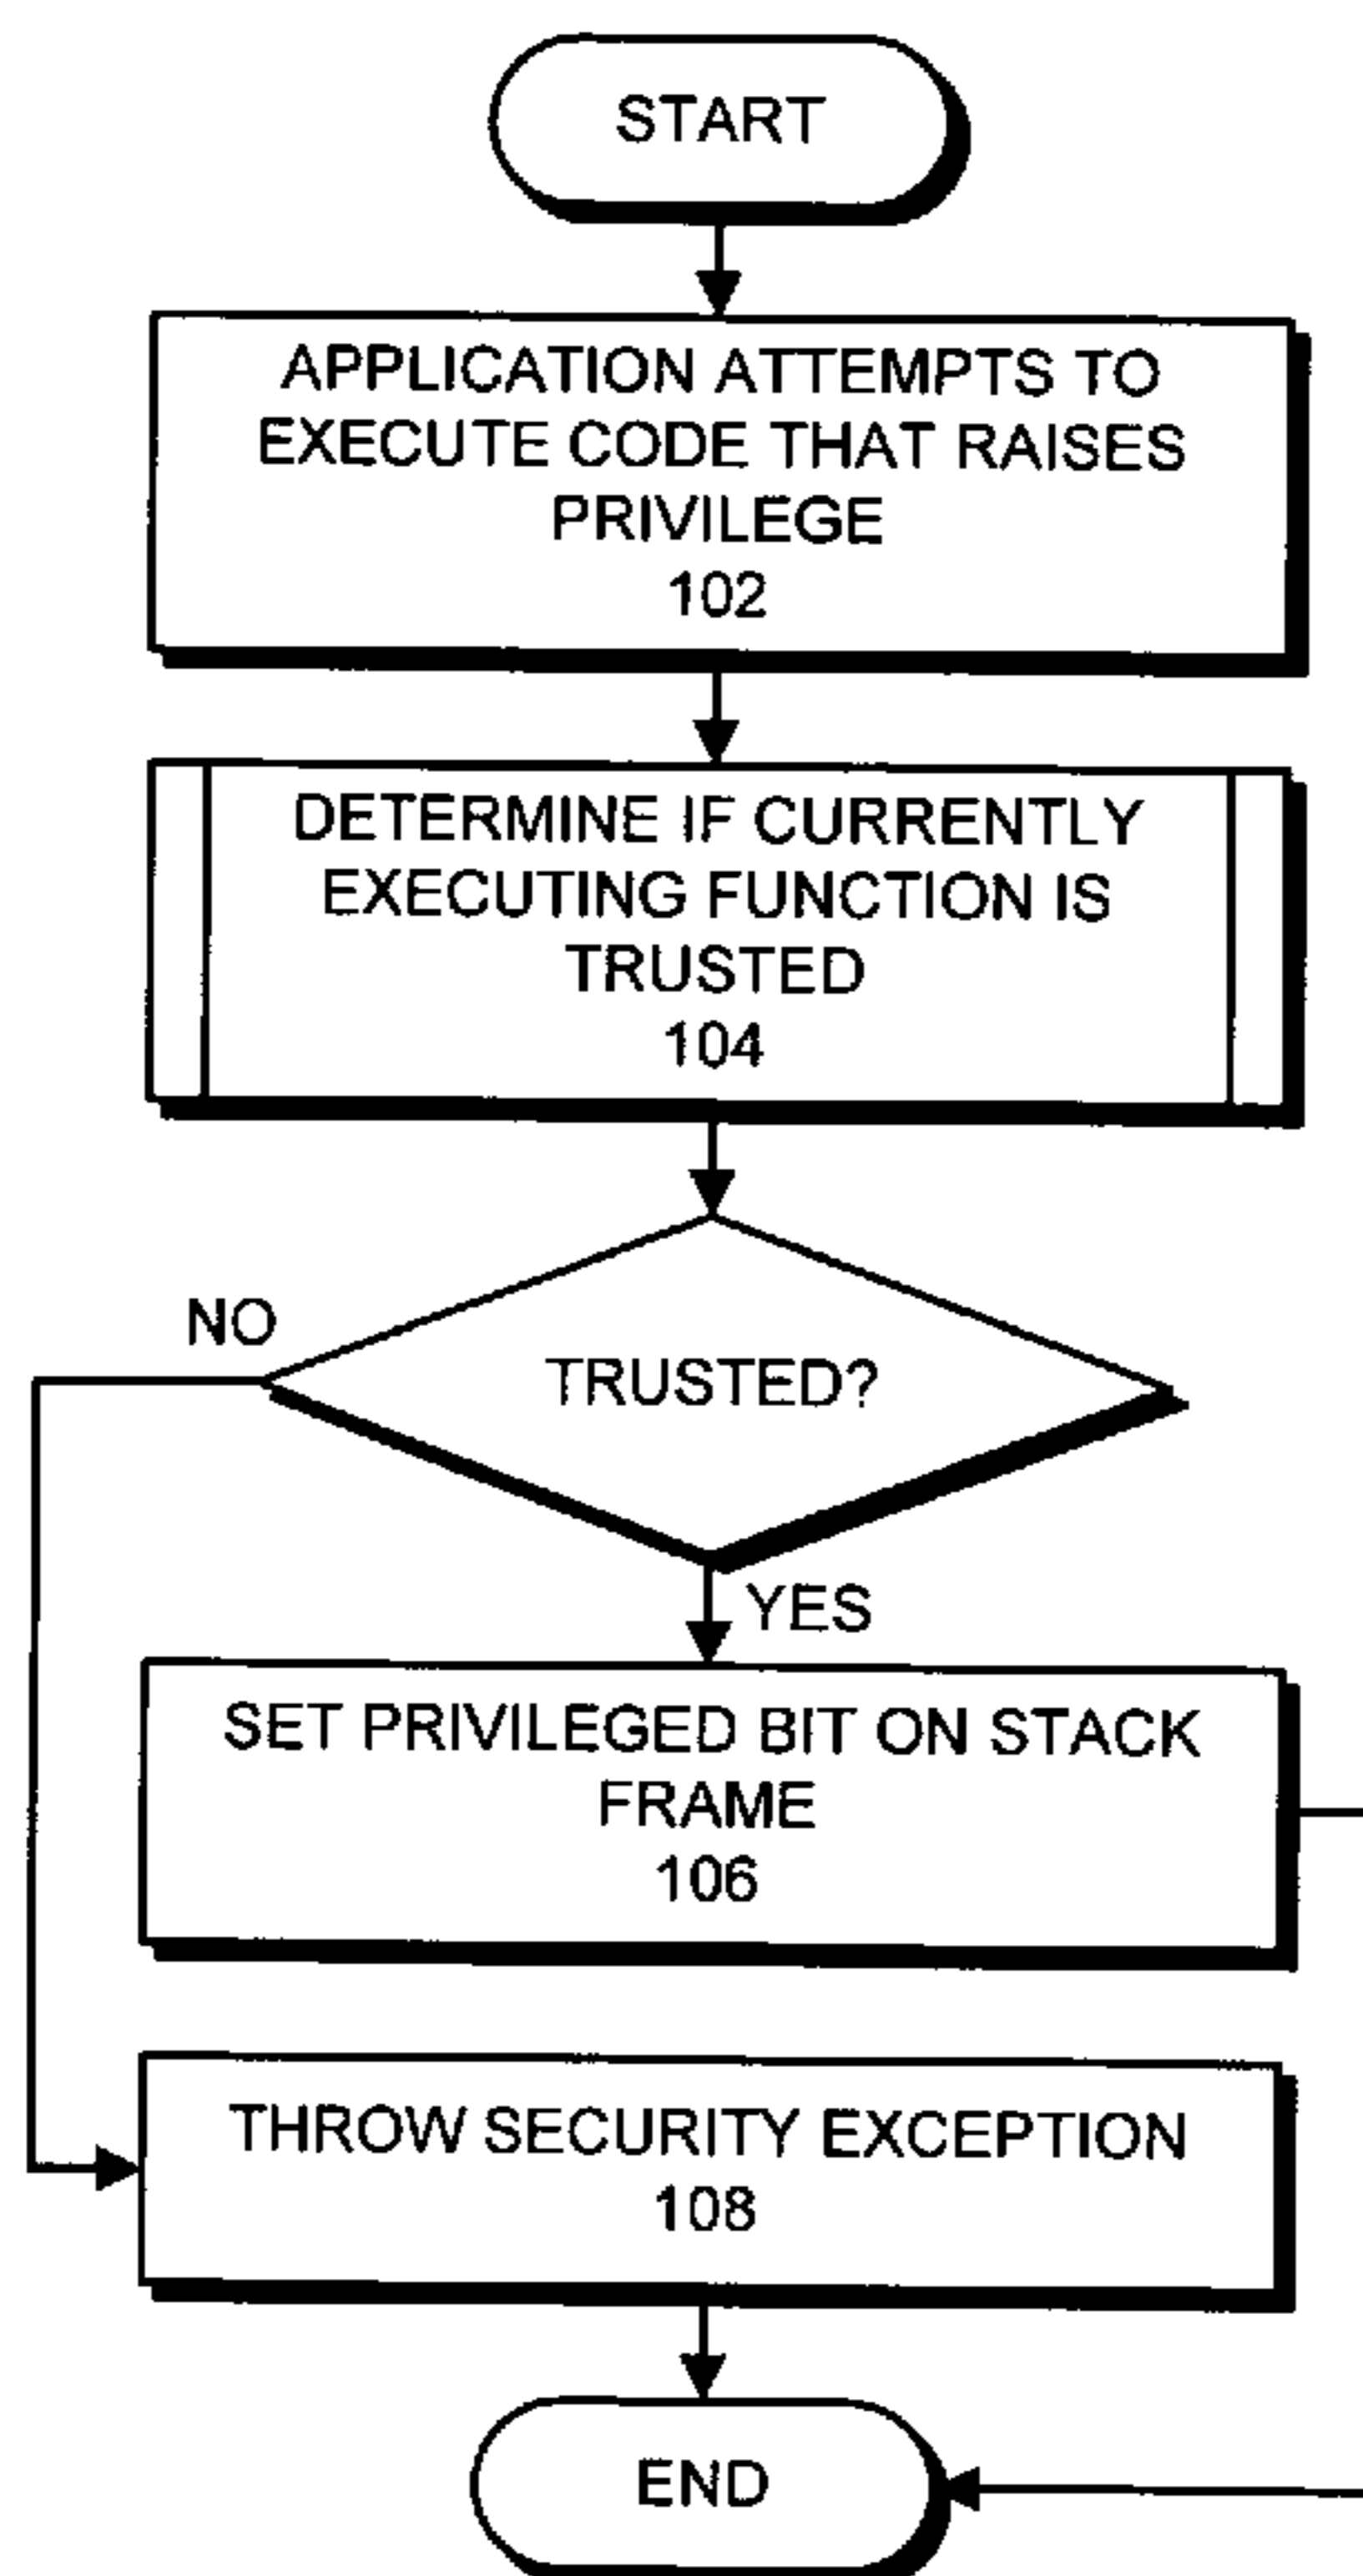 START
APPLICATION ATTEMPTS TO
EXECUTE CODE THAT RAISES
PRIVILEGE
102
DETERMINE IF CURRENTLY
EXECUTING FUNCTION IS
TRUSTED
104
NO
TRUSTED?
YES
SET PRIVILEGED BIT ON STACK
FRAME
106
THROW SECURITY EXCEPTION
108
END